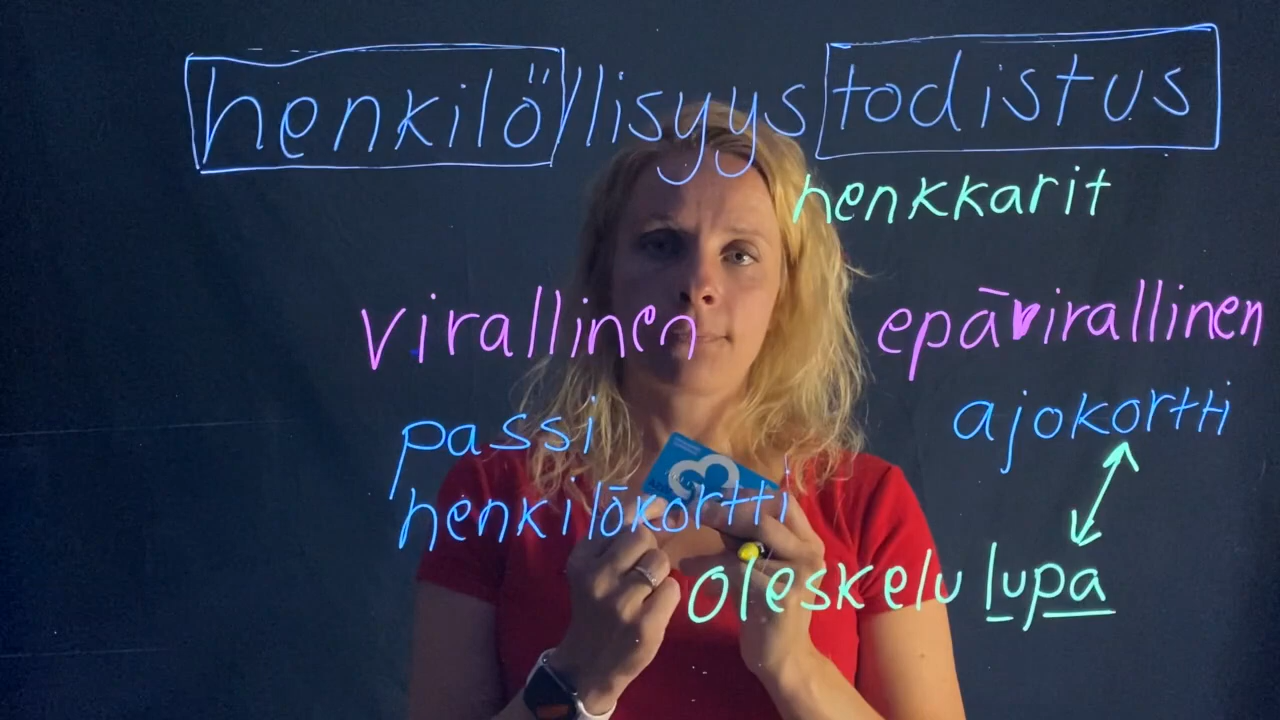 henkilöllisyystodistus
henkkarit
virallinen epävirallinen
passi ajokortti
henkilökortti
oleskelulupa